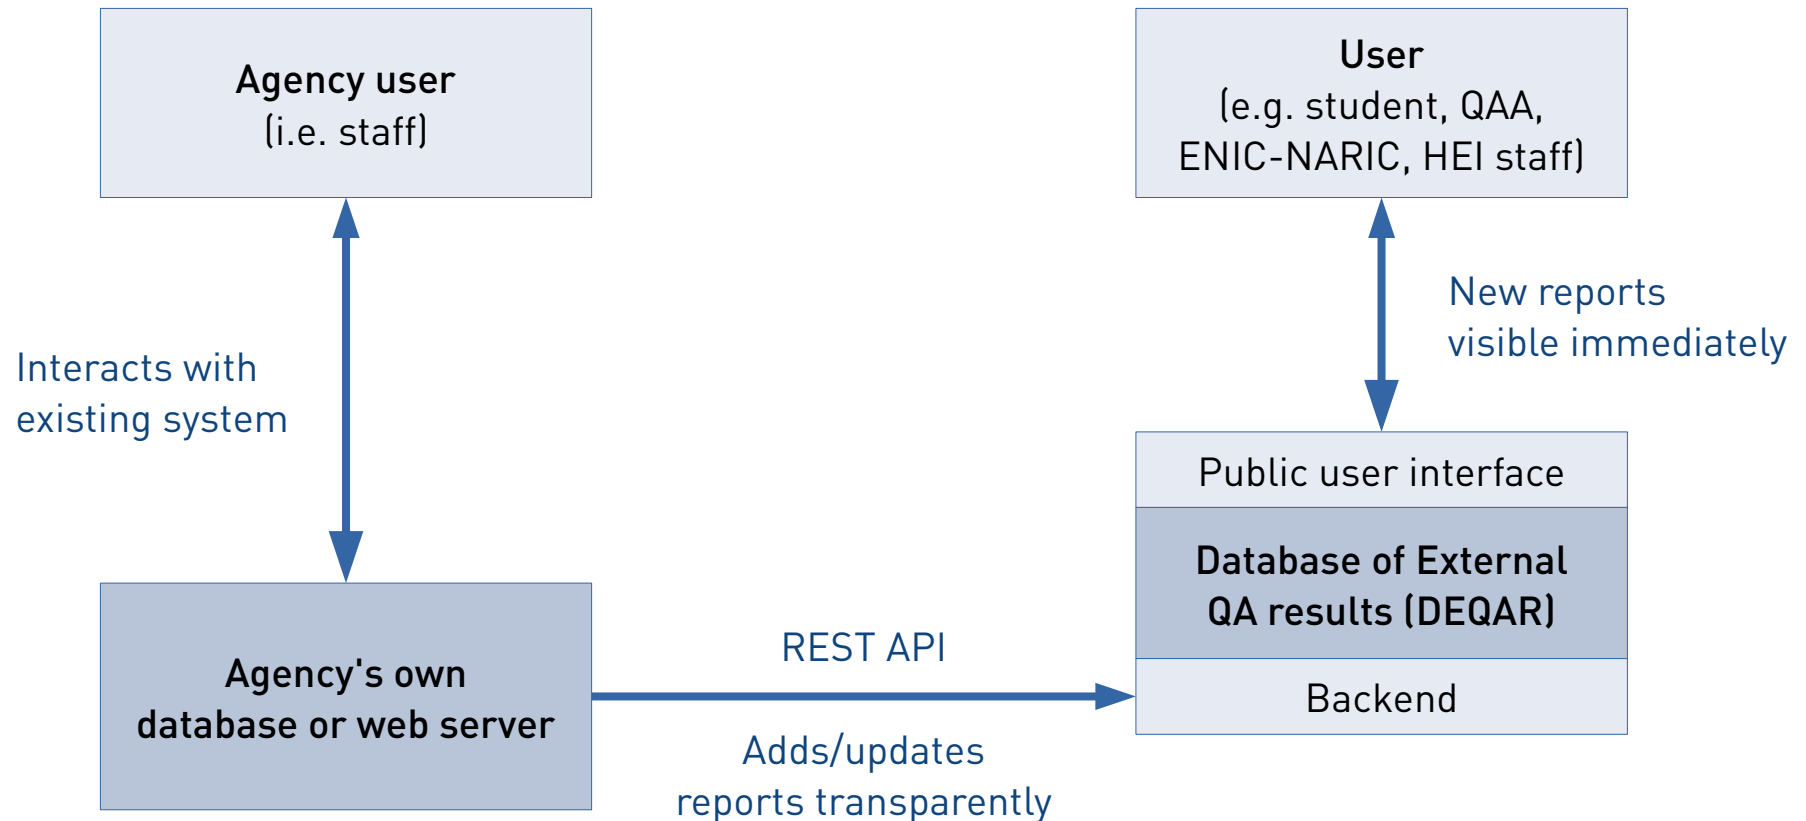 Agency user
(i.e. staff)
User
(e.g. student, QAA,
ENIC-NARIC, HEI staff)
Interacts with
existing system
New reports
visible immediately
Public user interface
Database of External
QA results (DEQAR)
Backend
Agency's own
database or web server
REST API
Adds/updates
reports transparently